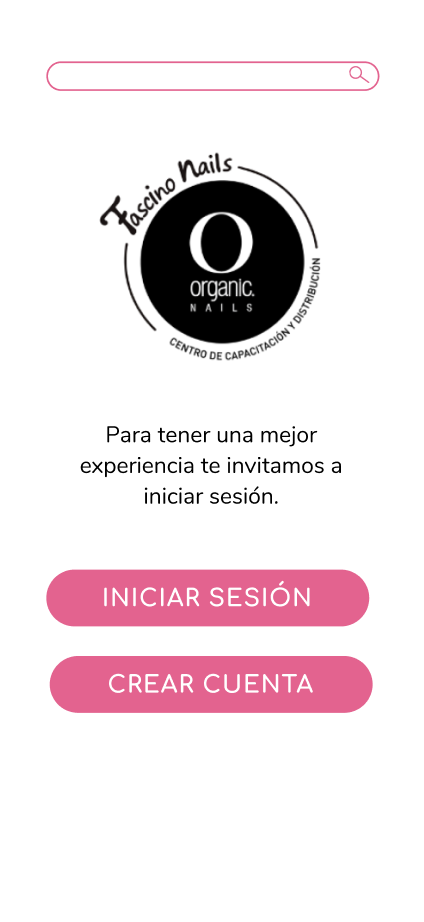 Fascino Nails
O
organic.
NAILS
CENTRO DE CAPACITACIÓN Y DISTRIBUCIÓN
Para tener una mejor
experiencia te invitamos a
iniciar sesión.
INICIAR SESIÓN
CREAR CUENTA